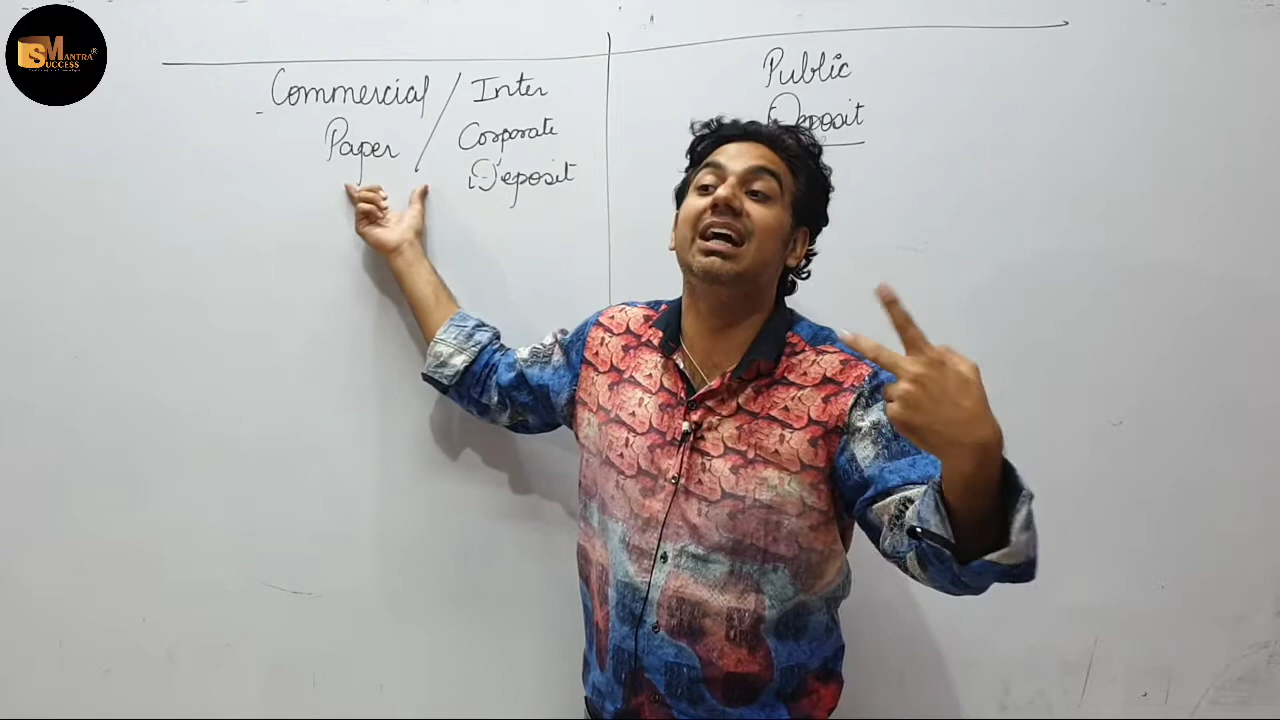 Mantra®
Success
Commercial / Inter
Paper Corporate
Deposit
Public
Deposit